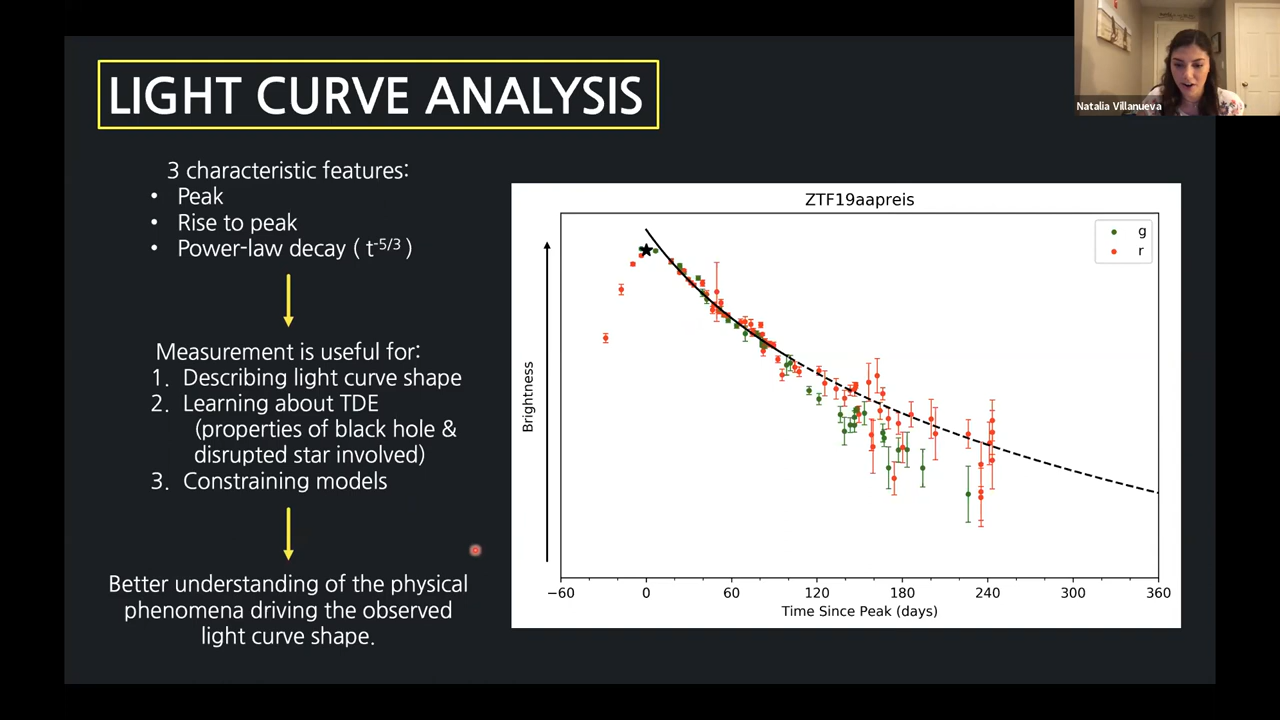 LIGHT CURVE ANALYSIS
Natalia Villanueva
3 characteristic features:
• Peak
• Rise to peak
• Power-law decay ( t-5/3 )
Measurement is useful for:
1. Describing light curve shape
2. Learning about TDE
(properties of black hole &
disrupted star involved)
3. Constraining models
Better understanding of the physical
phenomena driving the observed
light curve shape.
ZTF19aapreis
g
r
Brightness
−60 0 60 120 180 240 300 360
Time Since Peak (days)